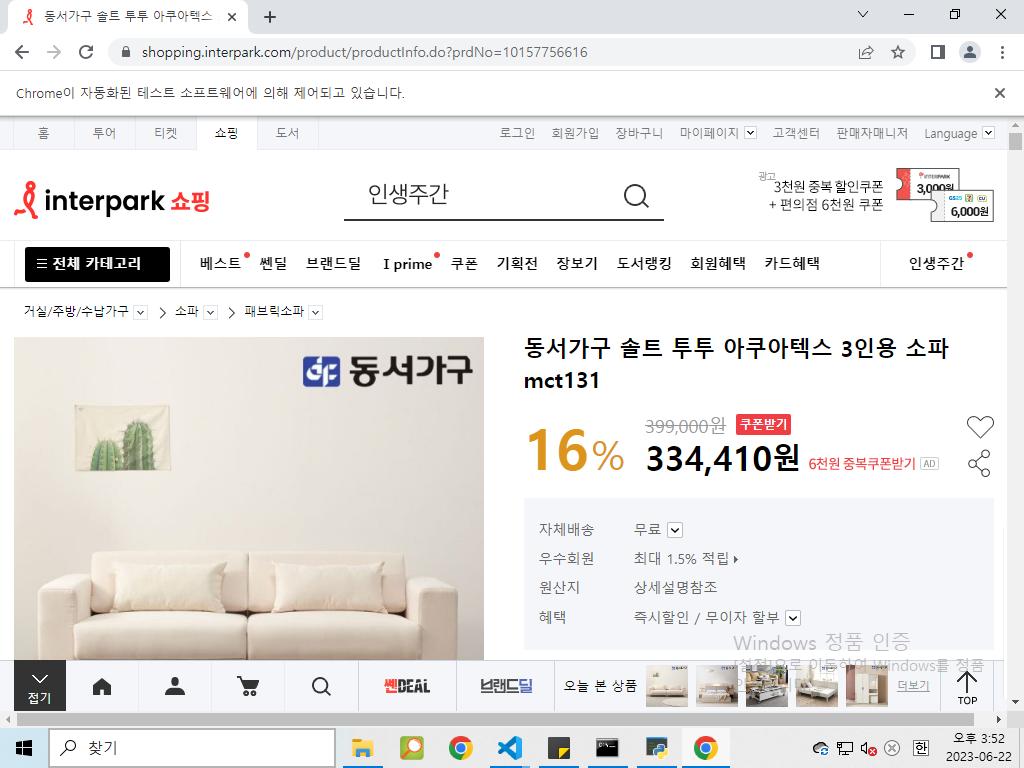 동서가구 솔트 투투 아쿠아텍스
shopping.interpark.com/product/productInfo.do?prdNo=10157756616
Chrome이 자동화된 테스트 소프트웨어에 의해 제어되고 있습니다.
홈 투어 티켓 쇼핑 도서 로그인 회원가입 장바구니 마이페이지 고객센터 판매자매니저 Language
interpark 쇼핑
인생주간
광고
3천원 중복 할인쿠폰
+ 편의점 6천원 쿠폰
INTERPARK
3,000원
GS25 CU
6,000원
전체 카테고리 베스트 쎈딜 브랜드딜 I prime 쿠폰 기획전 장보기 도서랭킹 회원혜택 카드혜택 인생주간
거실/주방/수납가구 소파 패브릭소파
동서가구
동서가구 솔트 투투 아쿠아텍스 3인용 소파
mct131
16%
399,000원 쿠폰받기
334,410원 6천원 중복쿠폰받기 AD
자체배송 무료
우수회원 최대 1.5% 적립
원산지 상세설명참조
혜택 즉시할인 / 무이자 할부
Windows 정품 인증
[설정]으로 이동하여 Windows를 정품
접기
쎈DEAL
브랜드딜
오늘 본 상품
더보기
TOP
찾기
한
오후 3:52
2023-06-22